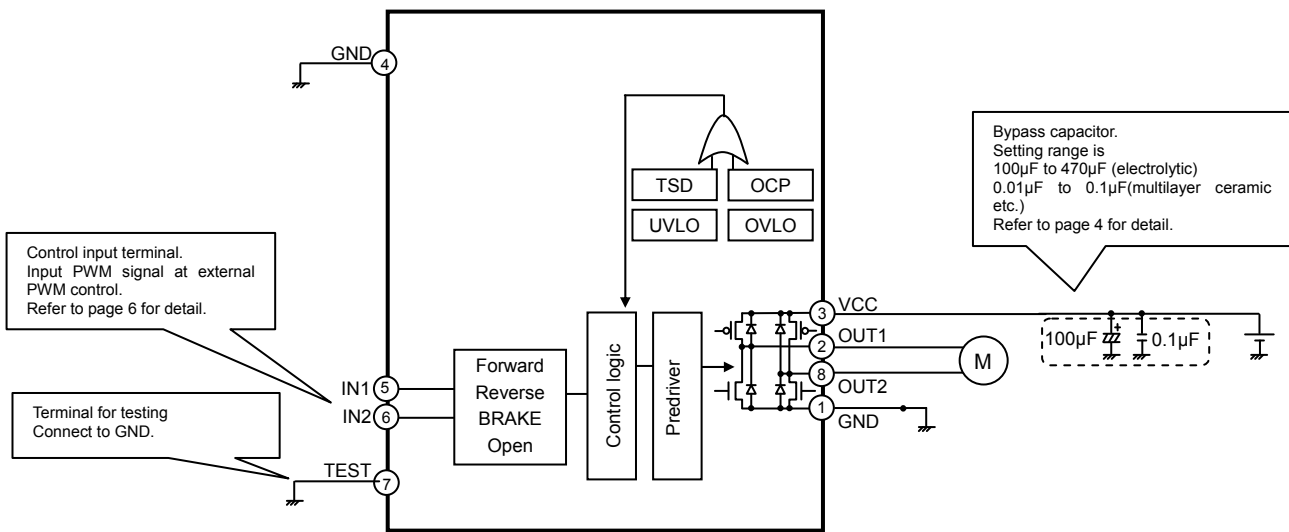 GND
4
TSD
OCP
UVLO
OVLO
Bypass capacitor.
Setting range is
100µF to 470µF (electrolytic)
0.01µF to 0.1µF(multilayer ceramic
etc.)
Refer to page 4 for detail.
Control input terminal.
Input PWM signal at external
PWM control.
Refer to page 6 for detail.
Terminal for testing
Connect to GND.
IN1
5
IN2
6
TEST
7
Forward
Reverse
BRAKE
Open
Control logic
Predriver
VCC
3
OUT1
2
8
OUT2
1
GND
M
100µF
+
0.1µF